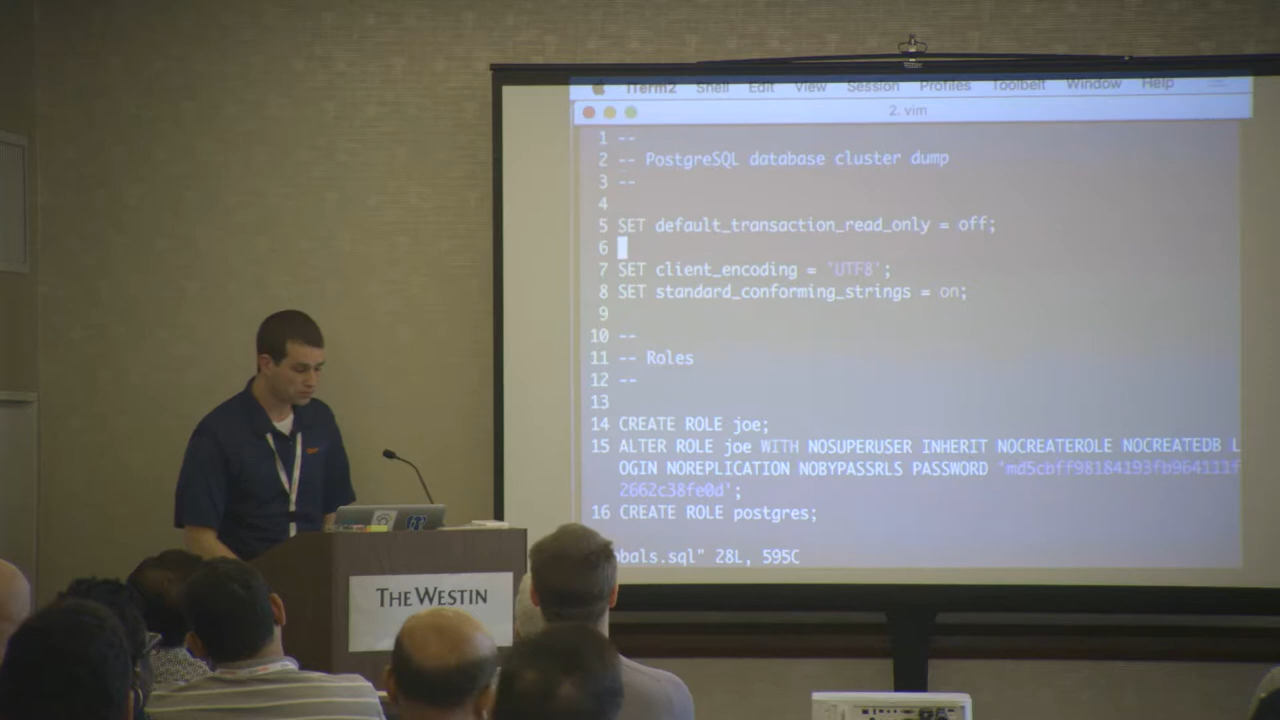 iTerm2 Shell Edit View Session Profiles Toolbelt Window Help
2. vim
1 --
2 -- PostgreSQL database cluster dump
3 --
4
5 SET default_transaction_read_only = off;
6
7 SET client_encoding = 'UTF8';
8 SET standard_conforming_strings = on;
9
10 --
11 -- Roles
12 --
13
14 CREATE ROLE joe;
15 ALTER ROLE joe WITH NOSUPERUSER INHERIT NOCREATEROLE NOCREATEDB L
OGIN NOREPLICATION NOBYPASSRLS PASSWORD 'md5cbff98184193fb964111f
2662c38fe0d';
16 CREATE ROLE postgres;
obals.sql" 28L, 595C
THE WESTIN